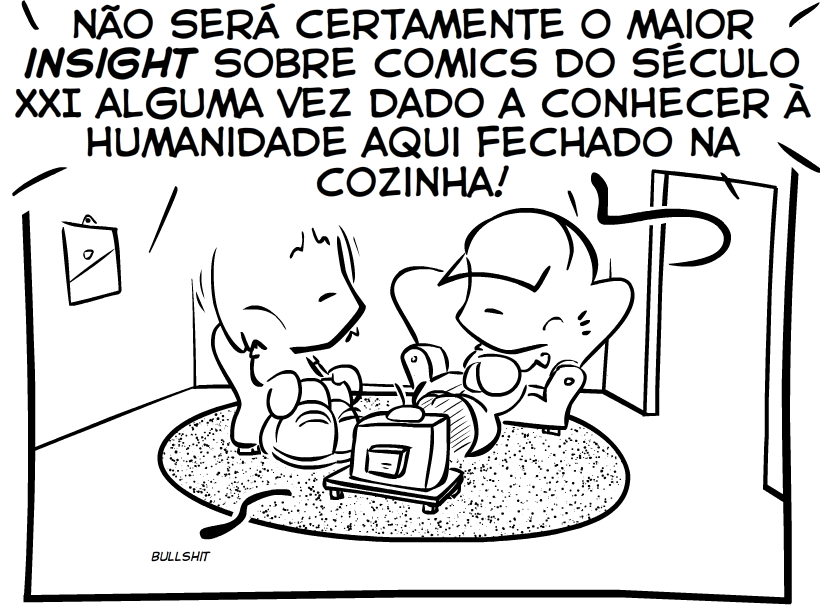 NÃO SERÁ CERTAMENTE O MAIOR
INSIGHT SOBRE COMICS DO SÉCULO
XXI ALGUMA VEZ DADO A CONHECER À
HUMANIDADE AQUI FECHADO NA
COZINHA!
BULLSHIT